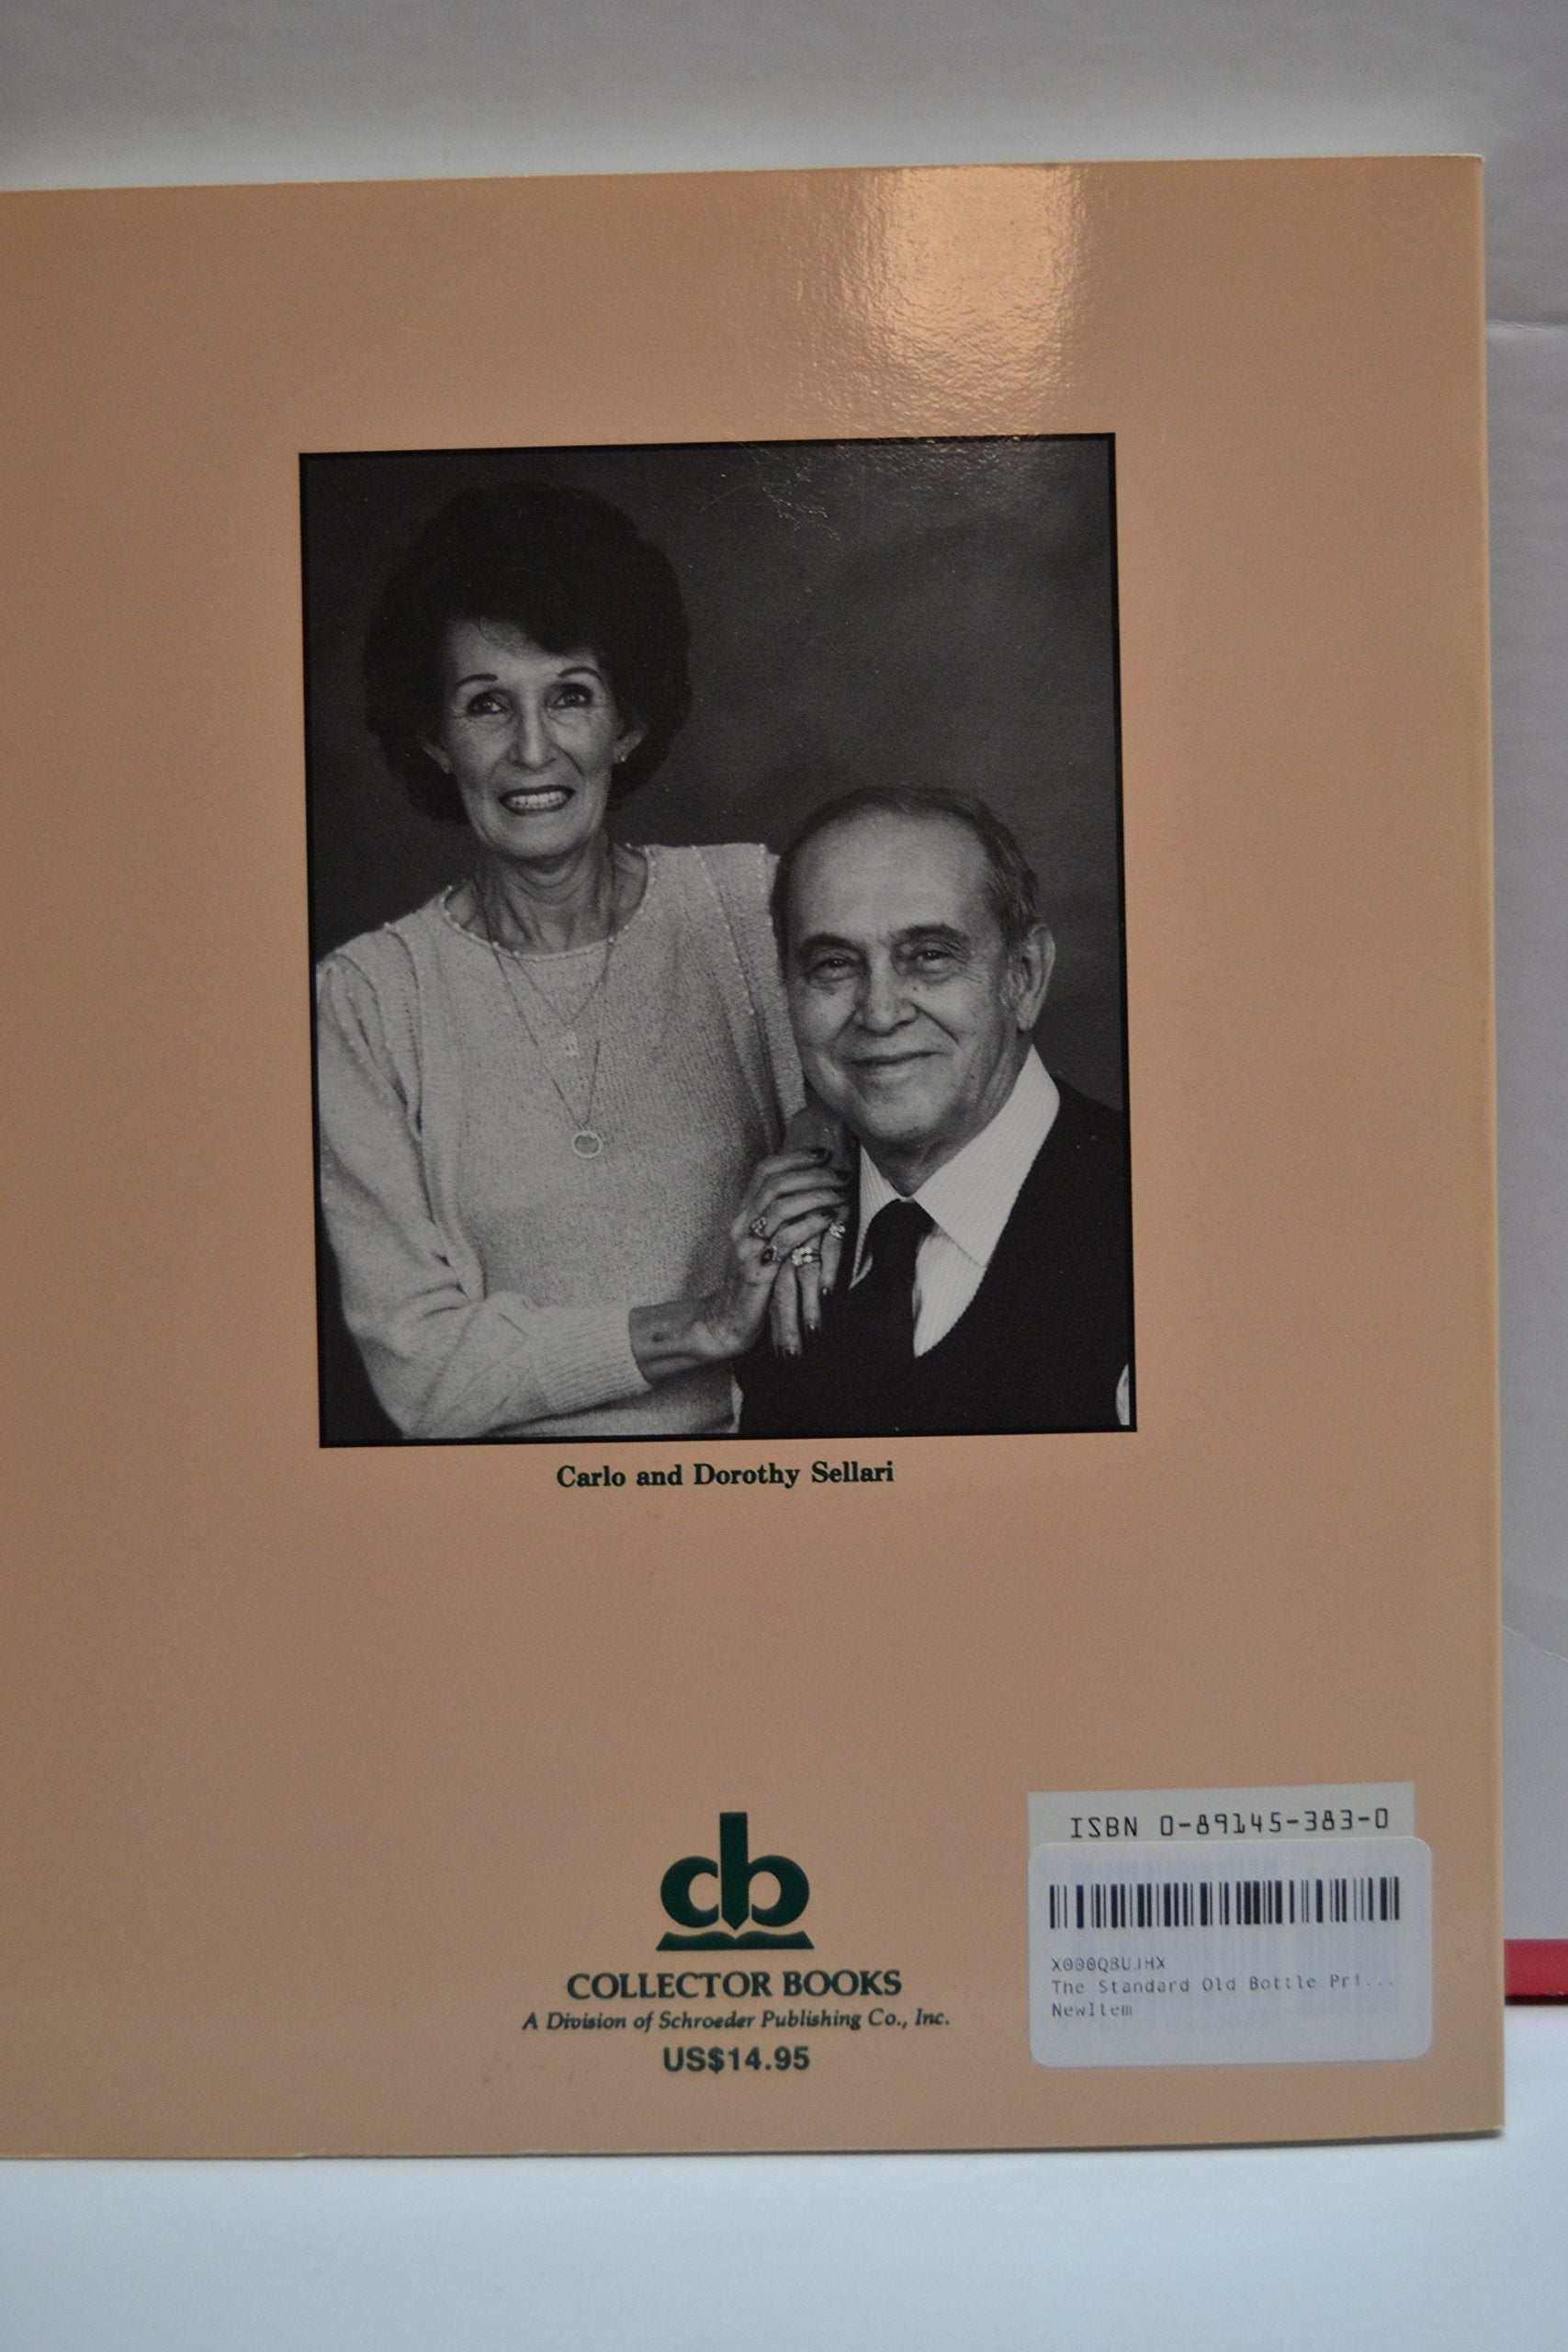 Carlo and Dorothy Sellari
cb
COLLECTOR BOOKS
A Division of Schroeder Publishing Co., Inc.
US$14.95
ISBN 0-89145-383-0
X000QBUJHX
The Standard Old Bottle Pri...
NewItem